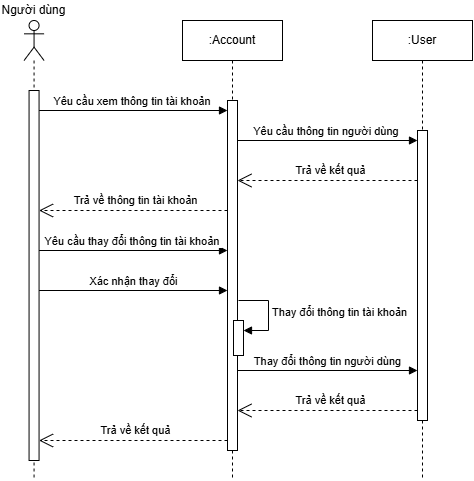 Người dùng
:Account
:User
Yêu cầu xem thông tin tài khoản
Yêu cầu thông tin người dùng
Trả về kết quả
Trả về thông tin tài khoản
Yêu cầu thay đổi thông tin tài khoản
Xác nhận thay đổi
Thay đổi thông tin tài khoản
Thay đổi thông tin người dùng
Trả về kết quả
Trả về kết quả